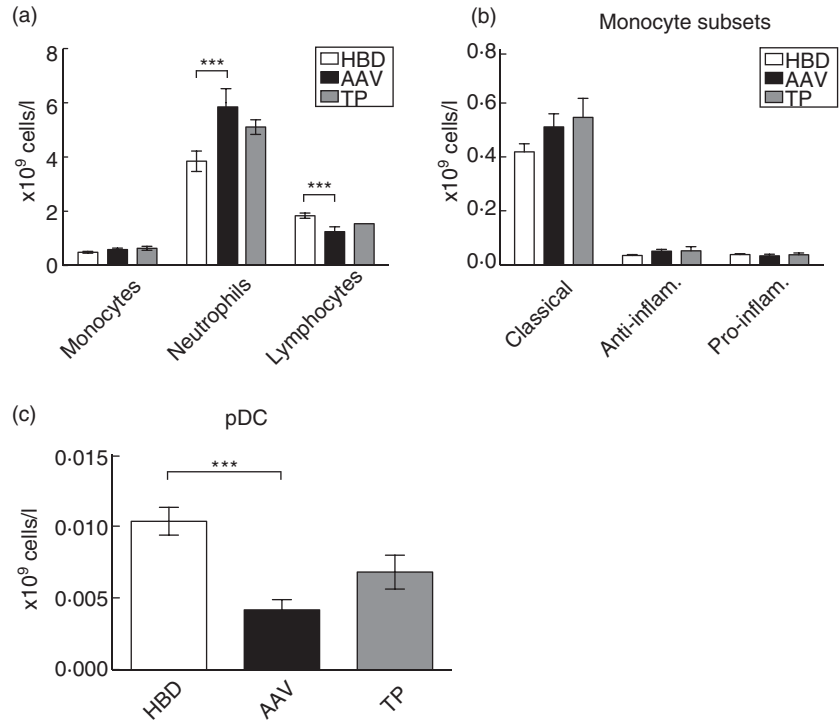 (a)
8
6
4
2
0
x10⁹ cells/l
***
***
HBD
AAV
TP
Monocytes
Neutrophils
Lymphocytes
(b)
Monocyte subsets
0·8
0·6
0·4
0·2
0·0
x10⁹ cells/l
HBD
AAV
TP
Classical
Anti-inflam.
Pro-inflam.
(c)
pDC
0·015
0·010
0·005
0·000
x10⁹ cells/l
***
HBD
AAV
TP